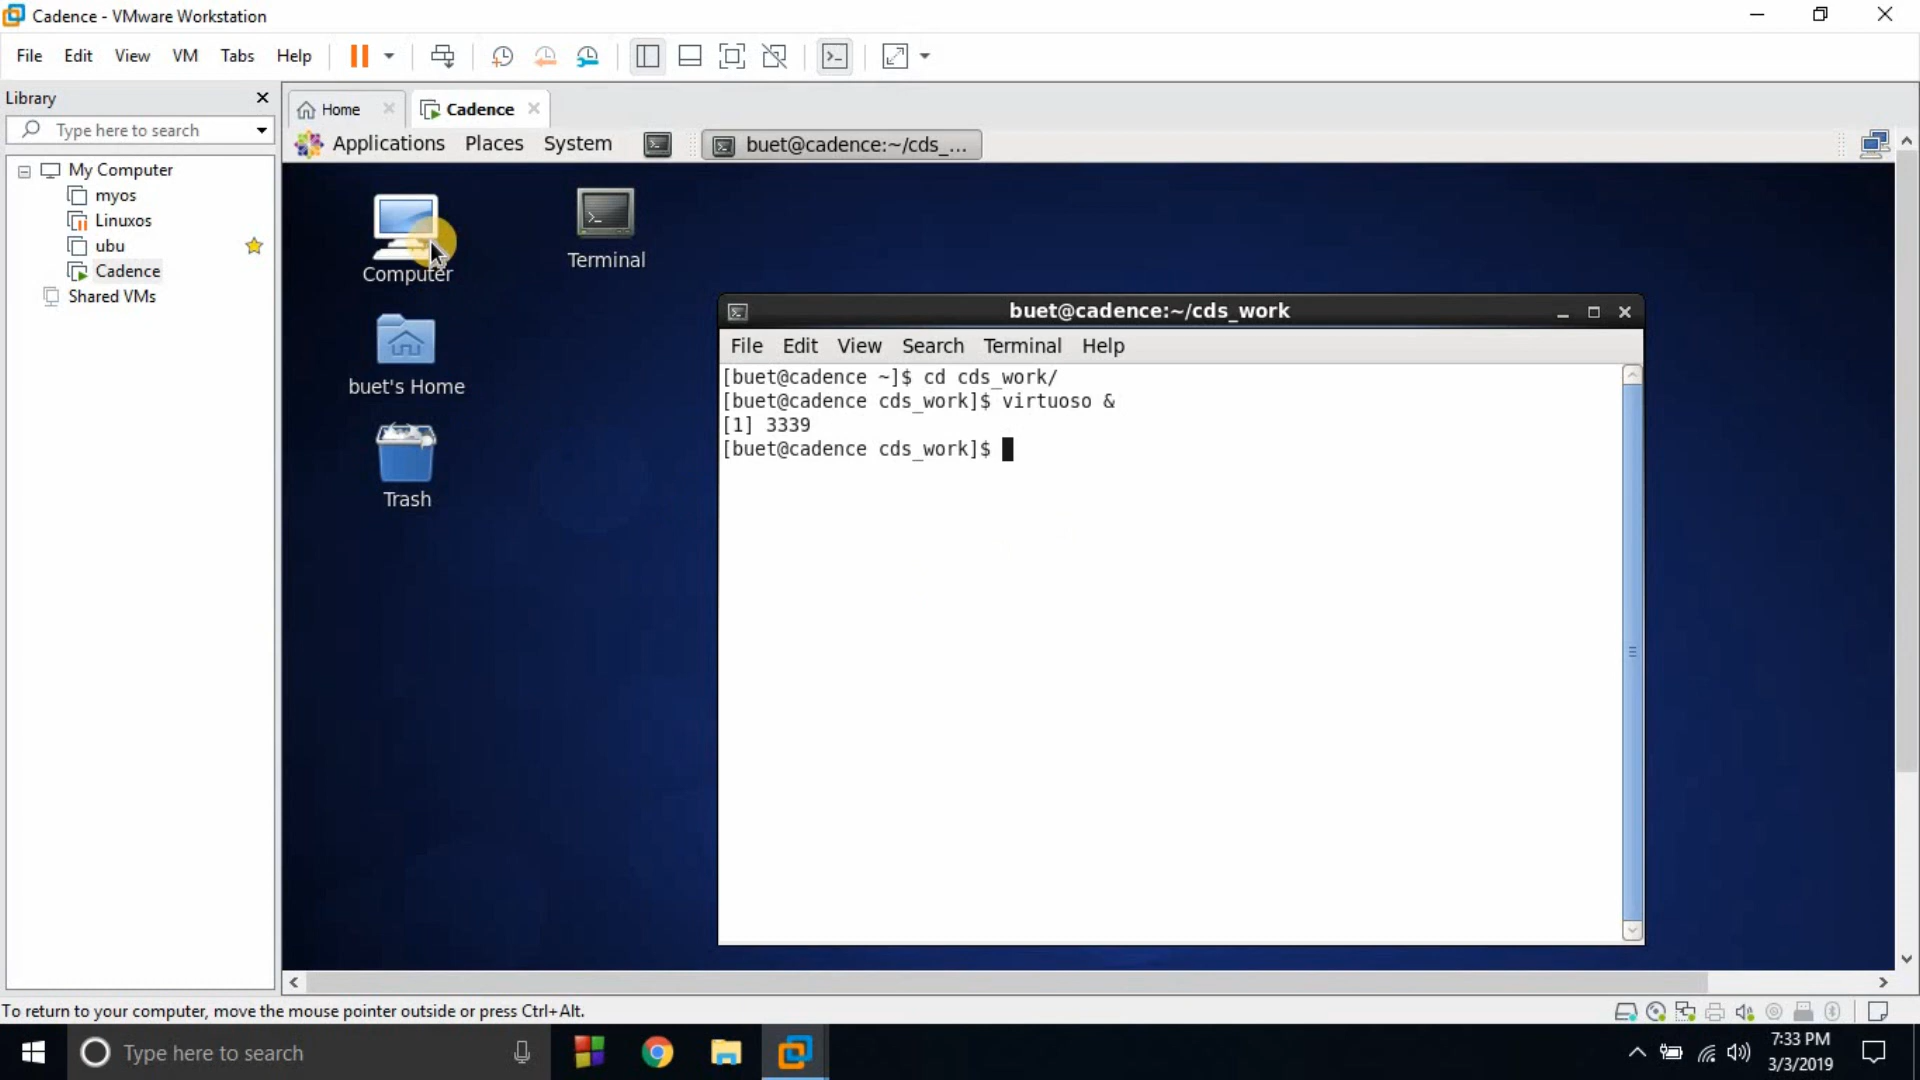 Cadence - VMware Workstation
File Edit View VM Tabs Help
Library
Type here to search
My Computer
myos
Linuxos
ubu
Cadence
Shared VMs
Home
Cadence
Applications Places System
buet@cadence:~/cds_...
Computer
Terminal
buet's Home
Trash
buet@cadence:~/cds_work
File Edit View Search Terminal Help
[buet@cadence ~]$ cd cds_work/
[buet@cadence cds_work]$ virtuoso &
[1] 3339
[buet@cadence cds_work]$
To return to your computer, move the mouse pointer outside or press Ctrl+Alt.
Type here to search
7:33 PM
3/3/2019